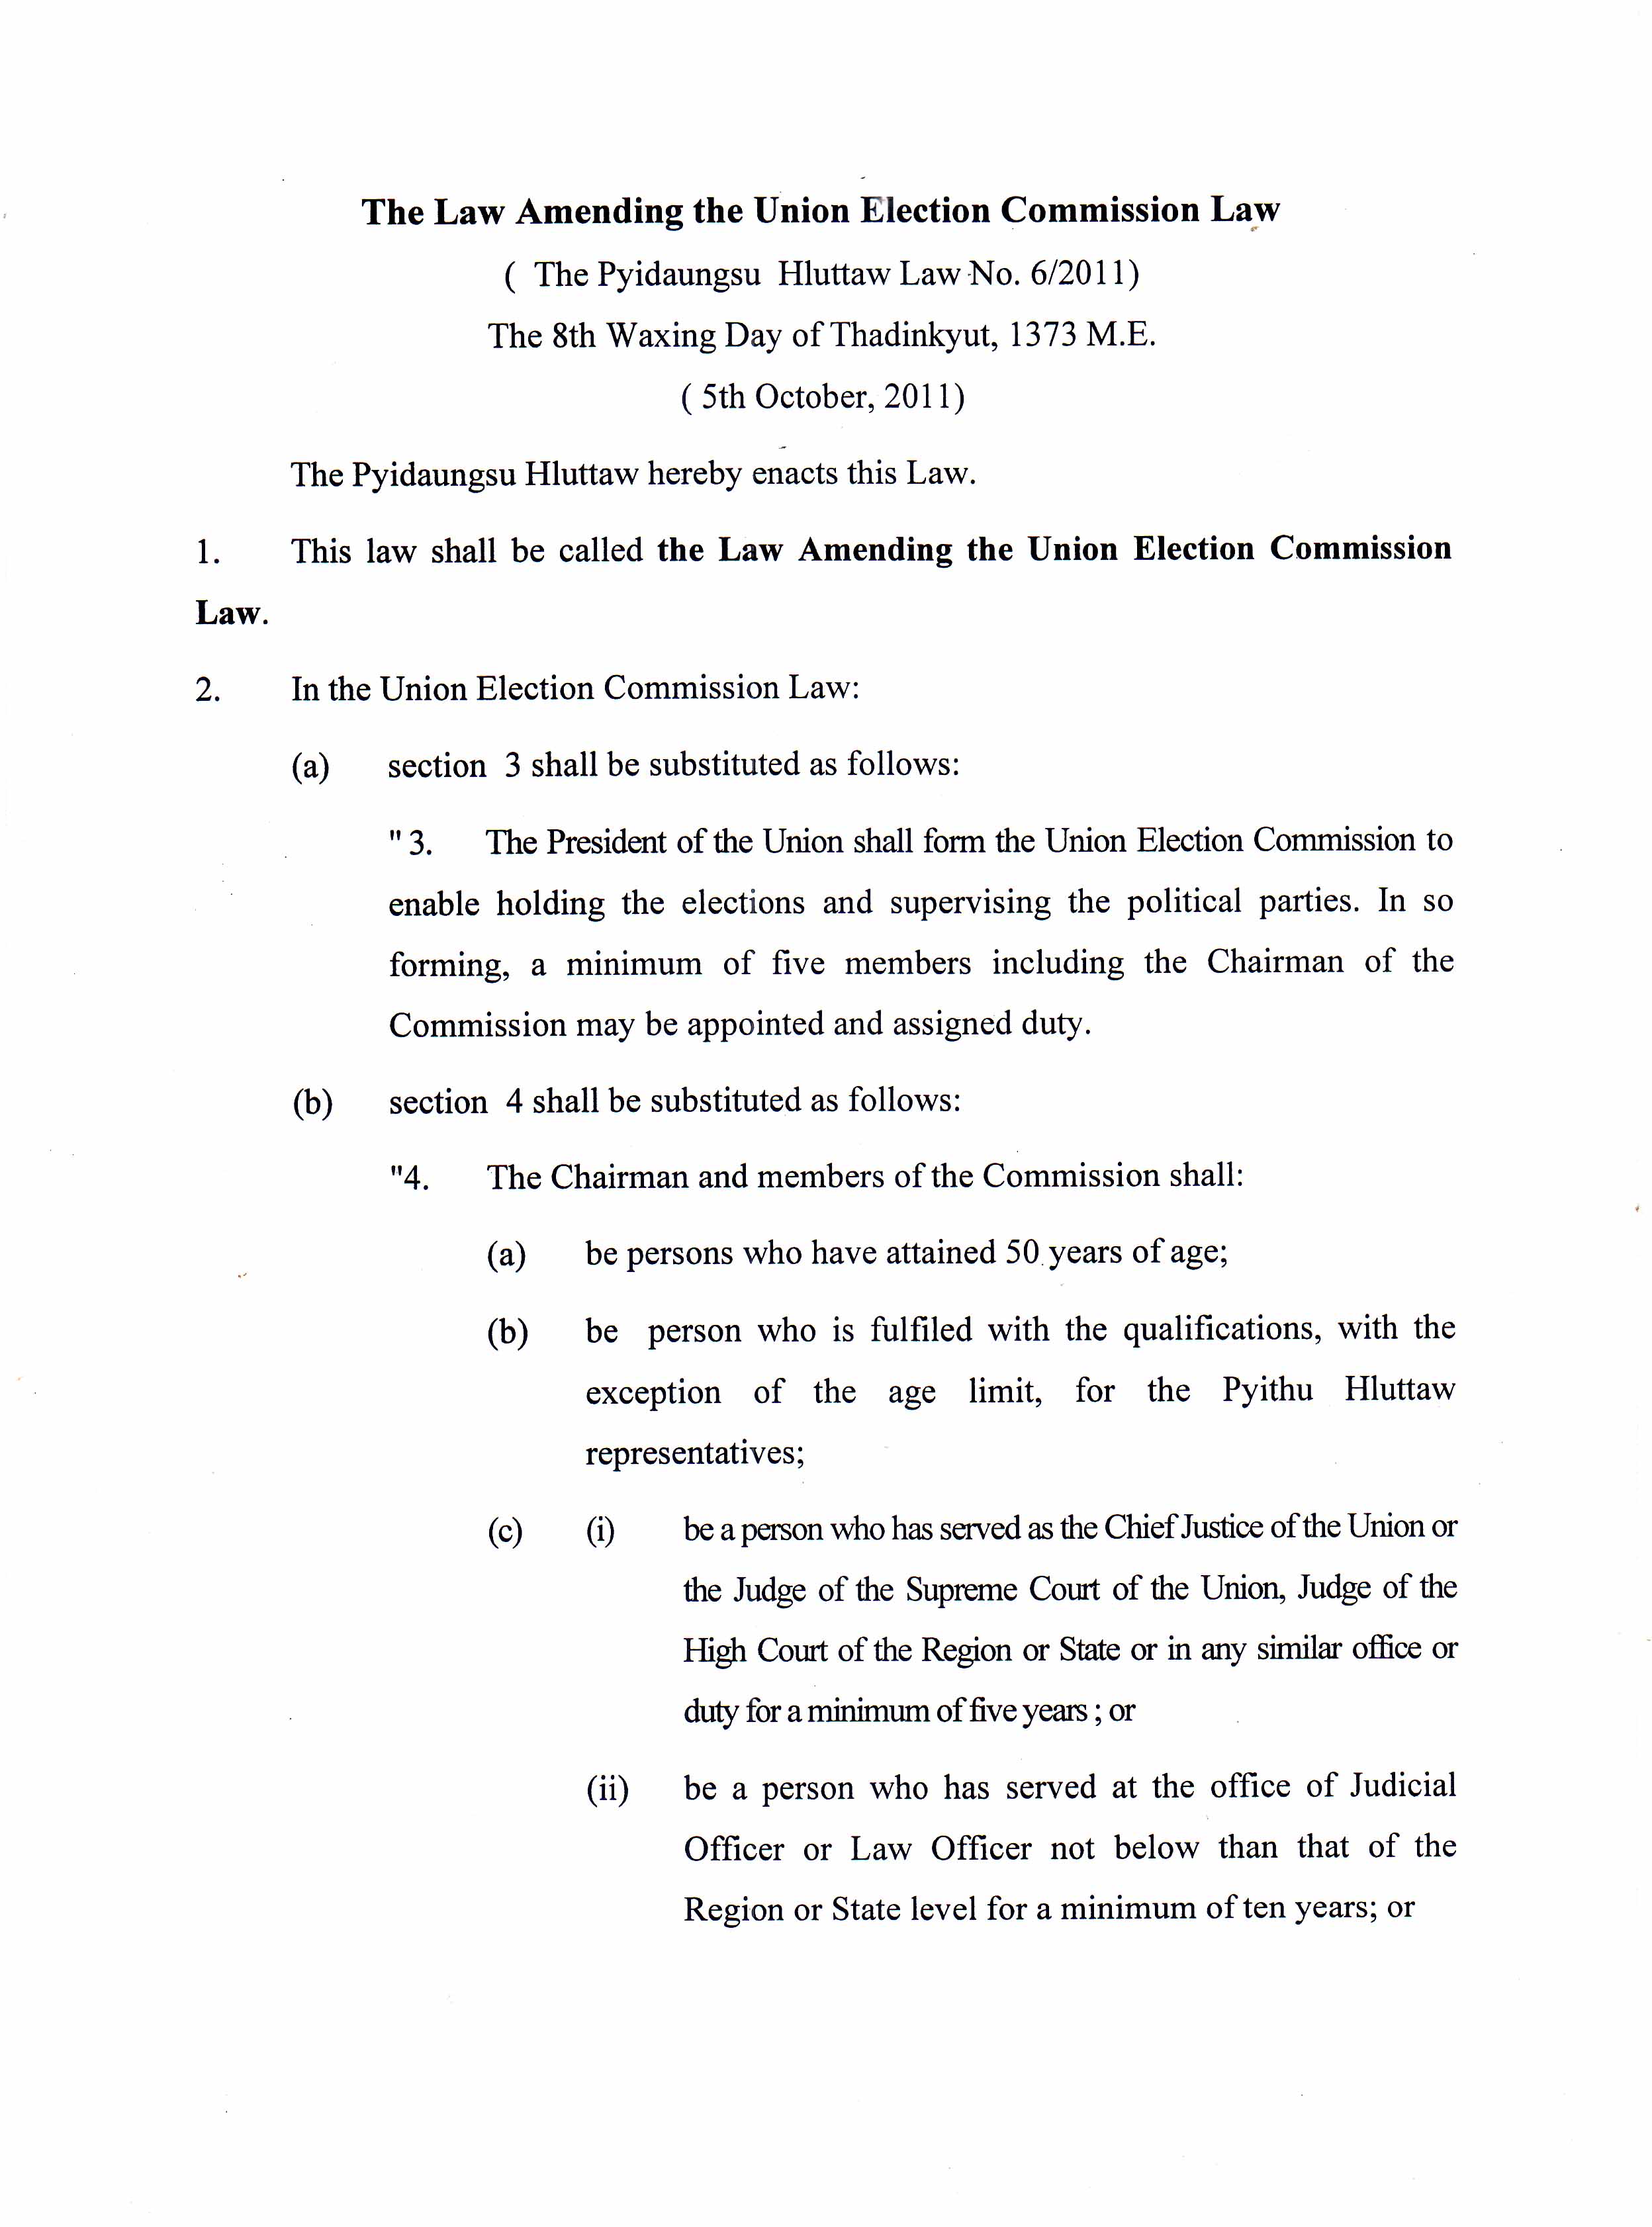 The Law Amending the Union Election Commission Law
( The Pyidaungsu Hluttaw Law No. 6/2011)
The 8th Waxing Day of Thadinkyut, 1373 M.E.
( 5th October, 2011)
The Pyidaungsu Hluttaw hereby enacts this Law.
1. This law shall be called the Law Amending the Union Election Commission
Law.
2. In the Union Election Commission Law:
(a) section 3 shall be substituted as follows:
" 3. The President of the Union shall form the Union Election Commission to
enable holding the elections and supervising the political parties. In so
forming, a minimum of five members including the Chairman of the
Commission may be appointed and assigned duty.
(b) section 4 shall be substituted as follows:
"4. The Chairman and members of the Commission shall:
(a) be persons who have attained 50 years of age;
(b) be person who is fulfiled with the qualifications, with the
exception of the age limit, for the Pyithu Hluttaw
representatives;
(c) (i) be a person who has served as the Chief Justice of the Union or
the Judge of the Supreme Court of the Union, Judge of the
High Court of the Region or State or in any similar office or
duty for a minimum of five years ; or
(ii) be a person who has served at the office of Judicial
Officer or Law Officer not below than that of the
Region or State level for a minimum of ten years; or